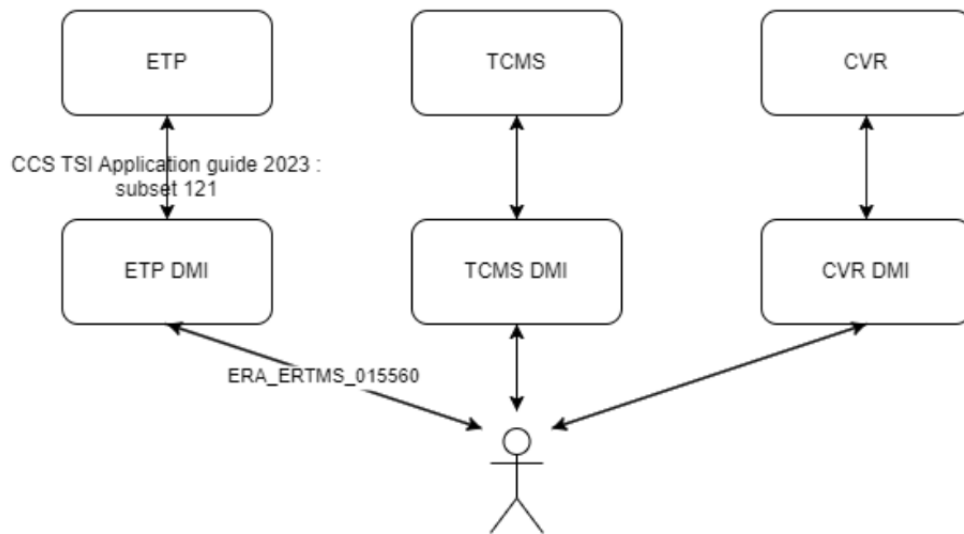 ETP
TCMS
CVR
CCS TSI Application guide 2023 :
subset 121
ETP DMI
TCMS DMI
CVR DMI
ERA_ERTMS_015560